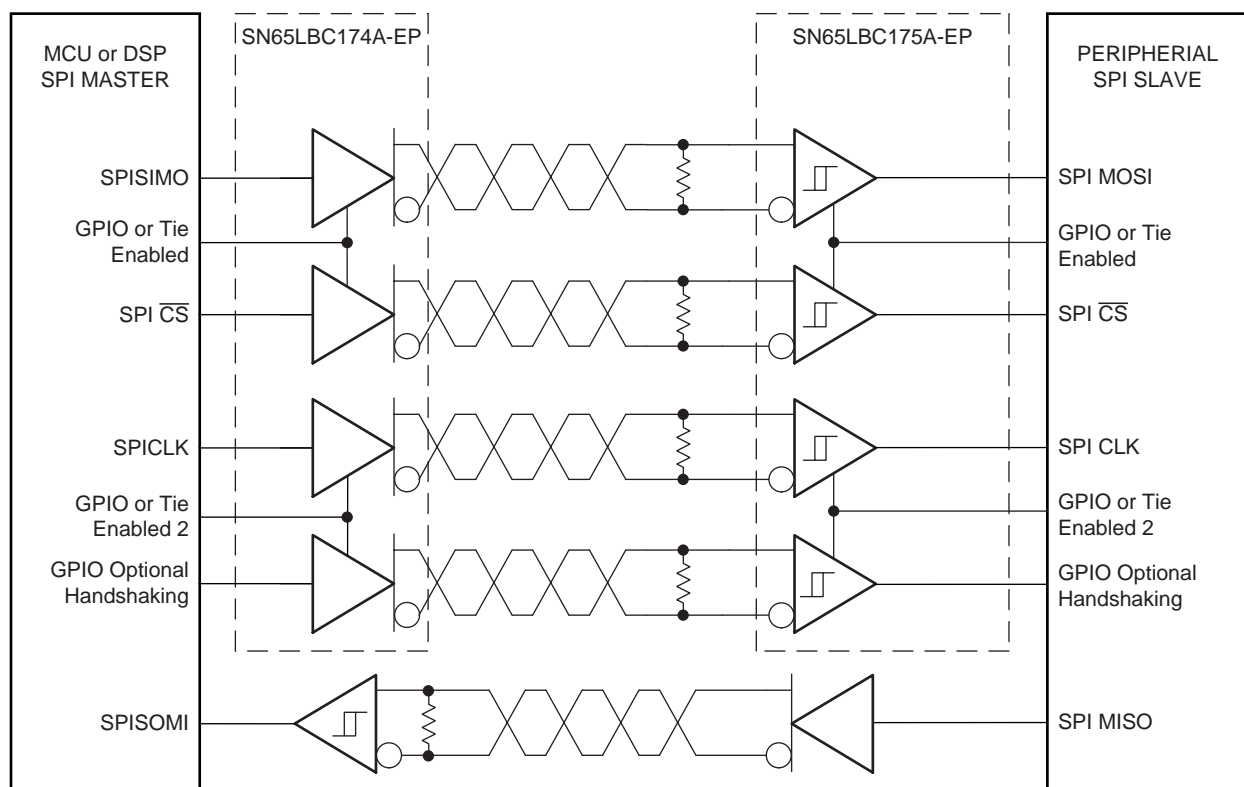 MCU or DSP
SPI MASTER
SN65LBC174A-EP
SN65LBC175A-EP
PERIPHERIAL
SPI SLAVE
SPISIMO
SPI MOSI
GPIO or Tie
Enabled
GPIO or Tie
Enabled
SPI C̅S̅
SPI C̅S̅
SPICLK
SPI CLK
GPIO or Tie
Enabled 2
GPIO or Tie
Enabled 2
GPIO Optional
Handshaking
GPIO Optional
Handshaking
SPISOMI
SPI MISO